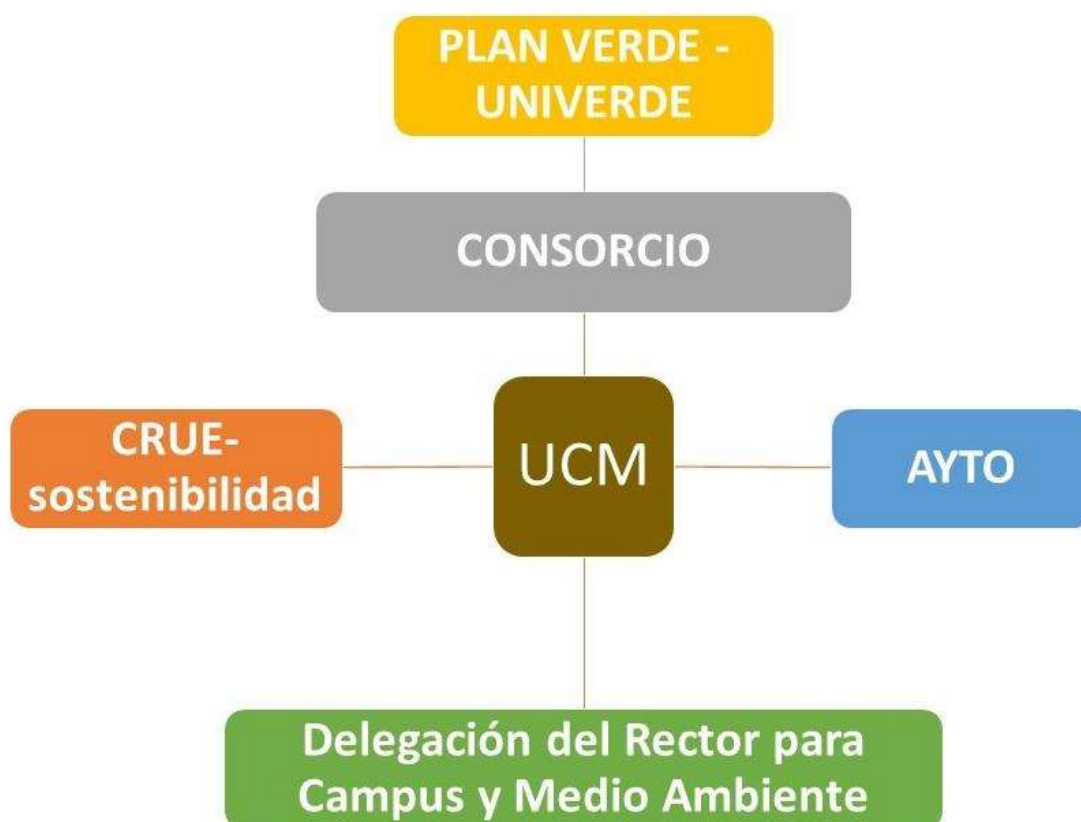 PLAN VERDE -
UNIVERDE
CONSORCIO
CRUE-
sostenibilidad
UCM
AYTO
Delegación del Rector para
Campus y Medio Ambiente